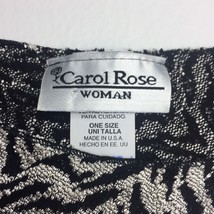 Carol Rose
WOMAN
PARA CUIDADO
ONE SIZE
UNI TALLA
MADE IN U.S.A.
HECHO EN EE. UU